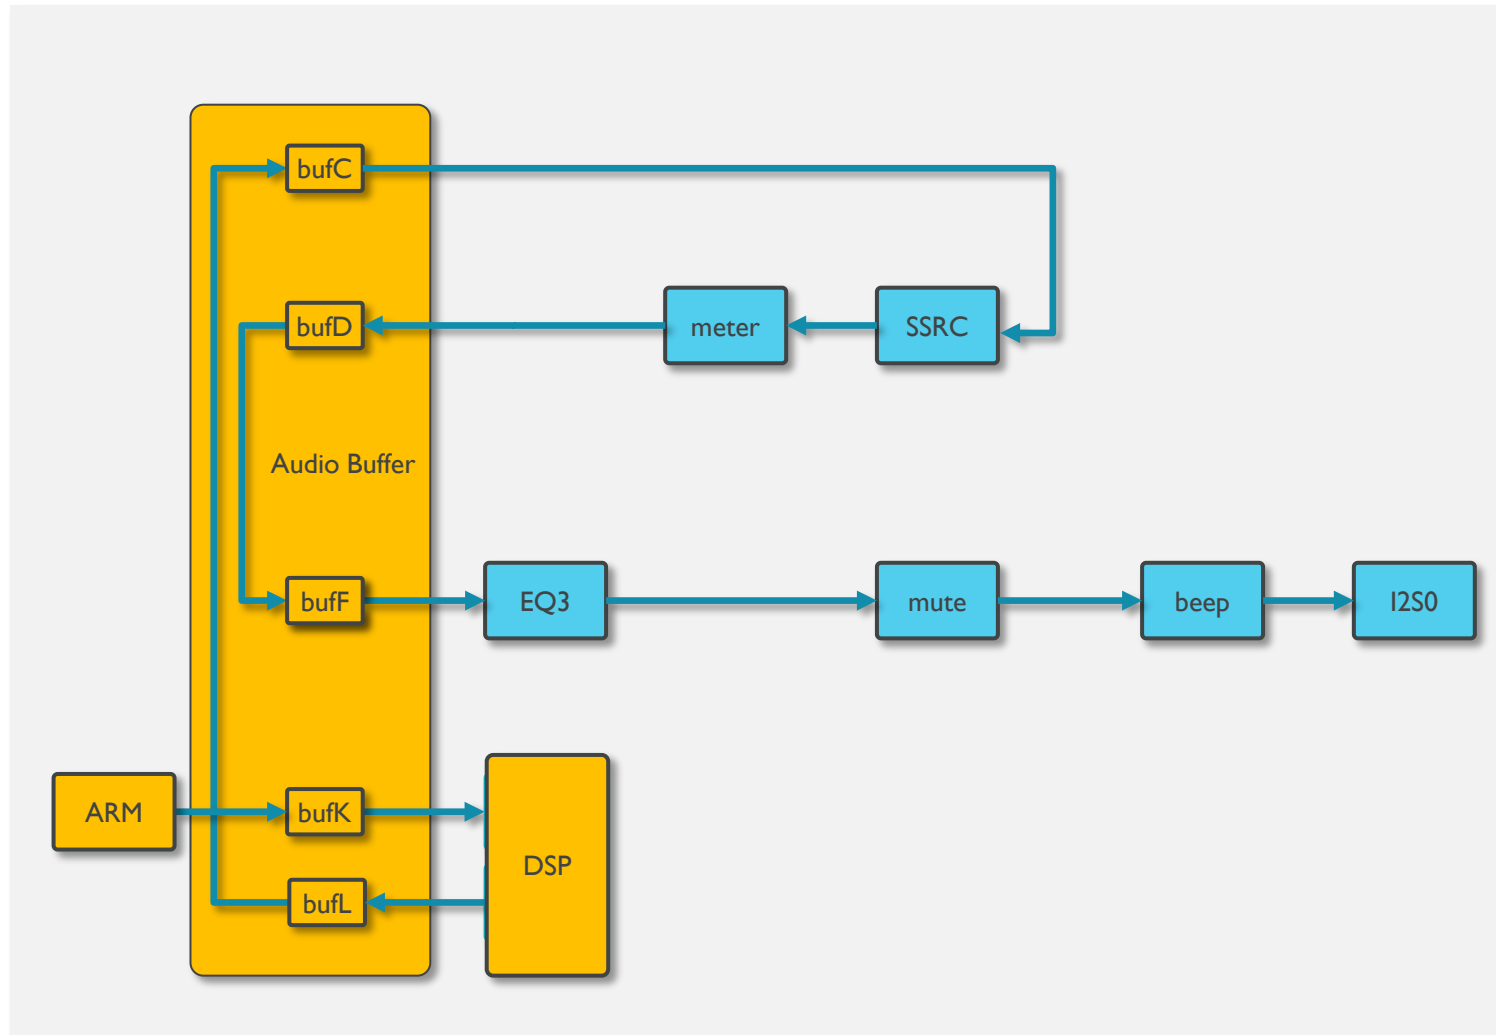 bufC
bufD
meter
SSRC
Audio Buffer
bufF
EQ3
mute
beep
I2S0
ARM
bufK
DSP
bufL